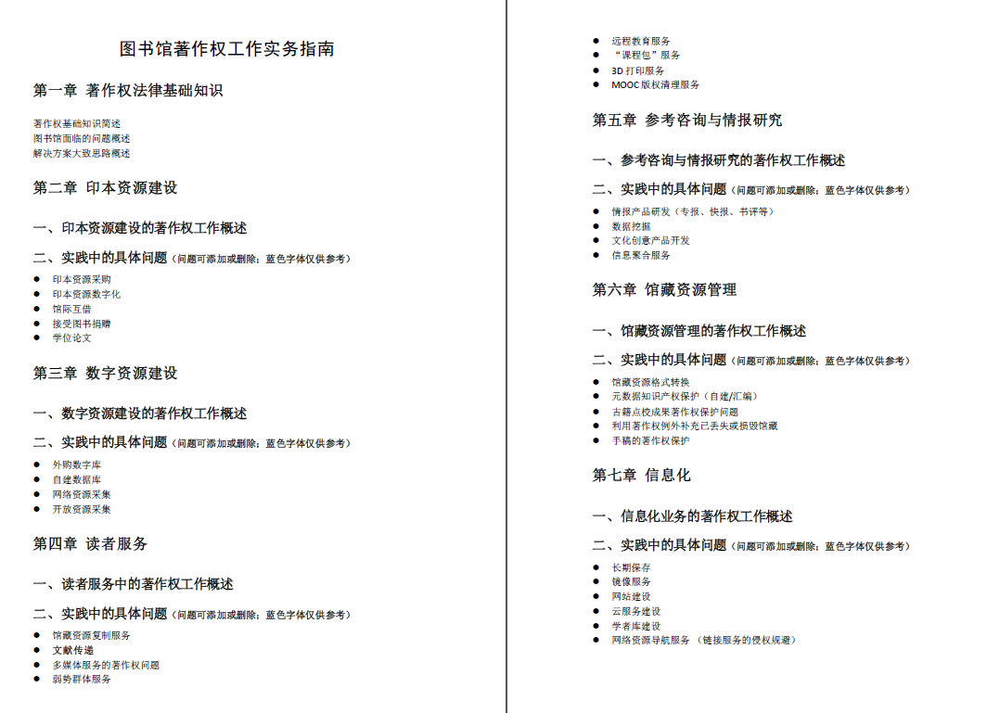 图书馆著作权工作实务指南
第一章 著作权法律基础知识
著作权基础知识简述
图书馆面临的问题概述
解决方案大致思路概述
第二章 印本资源建设
一、印本资源建设的著作权工作概述
二、实践中的具体问题（问题可添加或删除；蓝色字体仅供参考）
● 印本资源采购
● 印本资源数字化
● 馆际互借
● 接受图书捐赠
● 学位论文
第三章 数字资源建设
一、数字资源建设的著作权工作概述
二、实践中的具体问题（问题可添加或删除；蓝色字体仅供参考）
● 外购数字库
● 自建数据库
● 网络资源采集
● 开放资源采集
第四章 读者服务
一、读者服务中的著作权工作概述
二、实践中的具体问题（问题可添加或删除；蓝色字体仅供参考）
● 馆藏资源复制服务
● 文献传递
● 多媒体服务的著作权问题
● 弱势群体服务
● 远程教育服务
● “课程包”服务
● 3D 打印服务
● MOOC 版权清理服务
第五章 参考咨询与情报研究
一、参考咨询与情报研究的著作权工作概述
二、实践中的具体问题（问题可添加或删除；蓝色字体仅供参考）
● 情报产品研发（专报、快报、书评等）
● 数据挖掘
● 文化创意产品开发
● 信息聚合服务
第六章 馆藏资源管理
一、馆藏资源管理的著作权工作概述
二、实践中的具体问题（问题可添加或删除；蓝色字体仅供参考）
● 馆藏资源格式转换
● 元数据知识产权保护（自建/汇编）
● 古籍点校成果著作权保护问题
● 利用著作权例外补充已丢失或损毁馆藏
● 手稿的著作权保护
第七章 信息化
一、信息化业务的著作权工作概述
二、实践中的具体问题（问题可添加或删除；蓝色字体仅供参考）
● 长期保存
● 镜像服务
● 网站建设
● 云服务建设
● 学者库建设
● 网络资源导航服务 （链接服务的侵权规避）